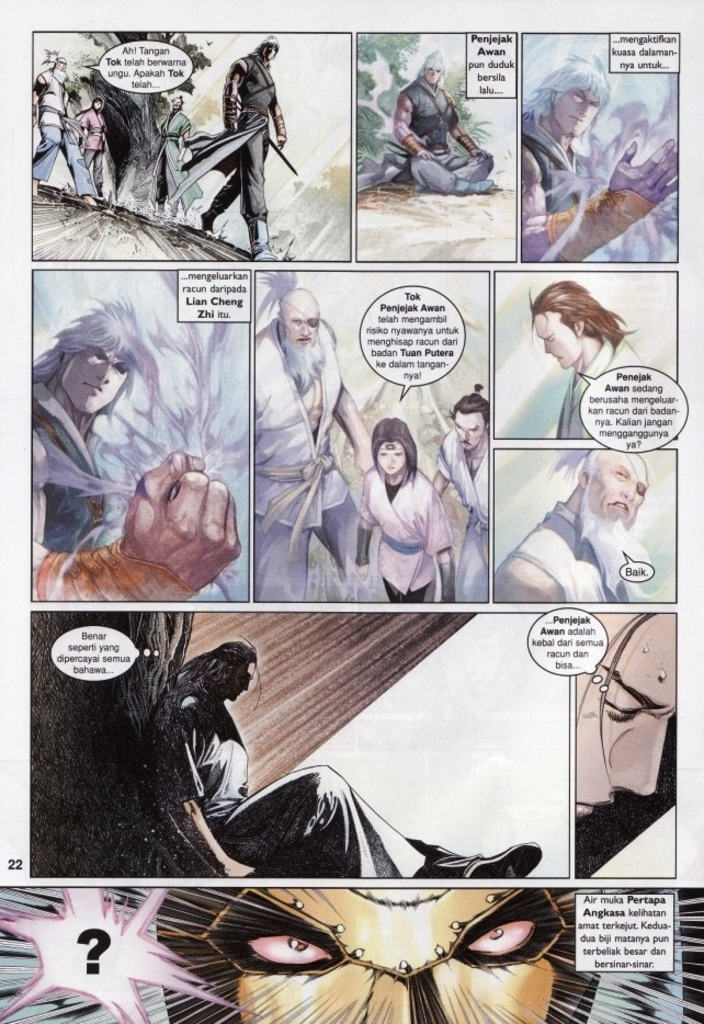 Ah! Tangan
Tok telah berwarna
ungu. Apakah Tok
telah...
Penjejak
Awan
pun duduk
bersila
lalu....
...mengaktifkan
kuasa dalaman-
nya untuk...
...mengeluarkan
racun daripada
Lian Cheng
Zhi itu.
Tok
Penjejak Awan
telah mengambil
risiko nyawanya untuk
menghisap racun dari
badan Tuan Putera
ke dalam tangan-
nya!
Penejak
Awan sedang
berusaha mengeluar-
kan racun dari badan-
nya. Kalian jangan
mengganggunya
ya?
Baik.
Benar
seperti yang
dipercayai semua
bahawa...
...Penjejak
Awan adalah
kebal dari semua
racun dan
bisa...
22
?
Air muka Pertapa
Angkasa kelihatan
amat terkejut. Kedua-
dua biji matanya pun
terbeliak besar dan
bersinar-sinar.